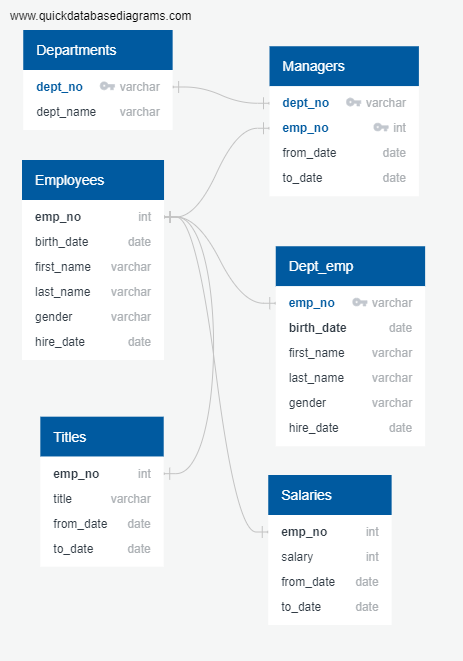 www.quickdatabasediagrams.com
Departments
dept_no varchar
dept_name varchar
Managers
dept_no varchar
emp_no int
from_date date
to_date date
Employees
emp_no int
birth_date date
first_name varchar
last_name varchar
gender varchar
hire_date date
Dept_emp
emp_no varchar
birth_date date
first_name varchar
last_name varchar
gender varchar
hire_date date
Titles
emp_no int
title varchar
from_date date
to_date date
Salaries
emp_no int
salary int
from_date date
to_date date